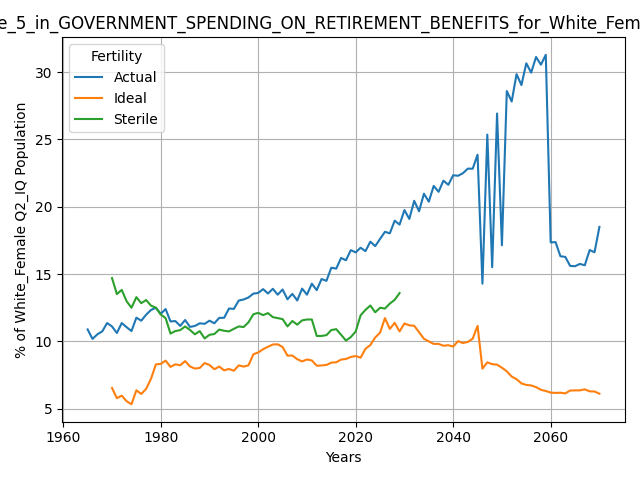 e_5_in_GOVERNMENT_SPENDING_ON_RETIREMENT_BENEFITS_for_White_Fem
Fertility
Actual
Ideal
Sterile
% of White_Female Q2_IQ Population
30
25
20
15
10
5
1960
1980
2000
2020
2040
2060
Years